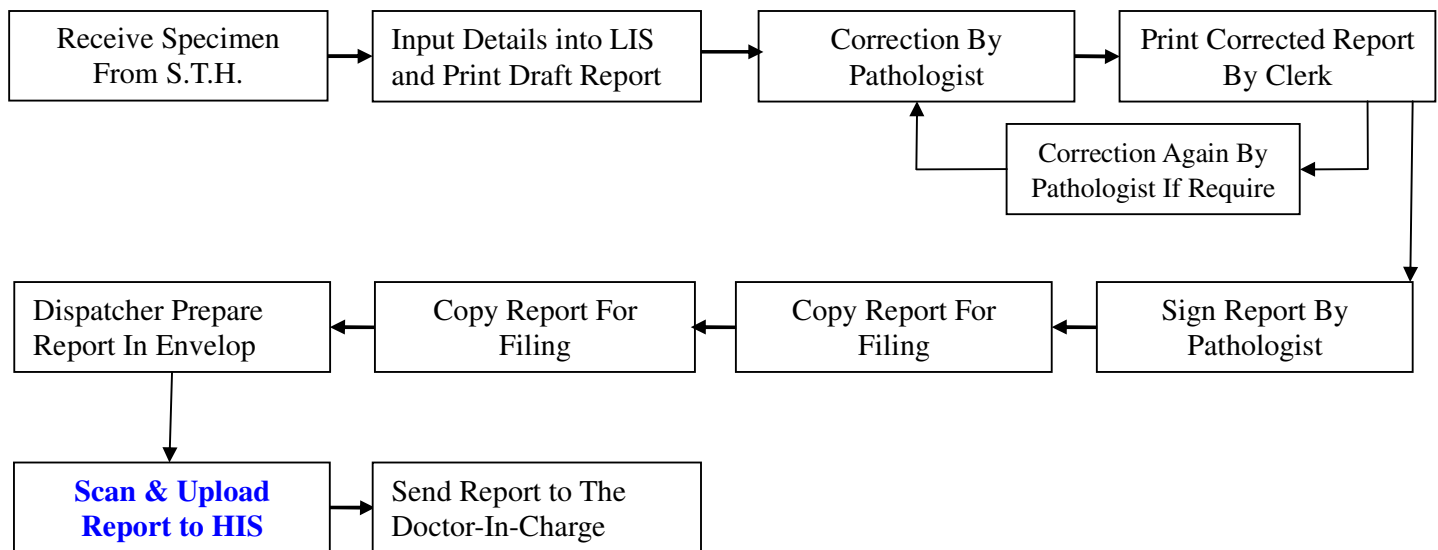 Receive Specimen
From S.T.H.
Input Details into LIS
and Print Draft Report
Correction By
Pathologist
Print Corrected Report
By Clerk
Correction Again By
Pathologist If Require
Dispatcher Prepare
Report In Envelop
Copy Report For
Filing
Copy Report For
Filing
Sign Report By
Pathologist
Scan & Upload
Report to HIS
Send Report to The
Doctor-In-Charge